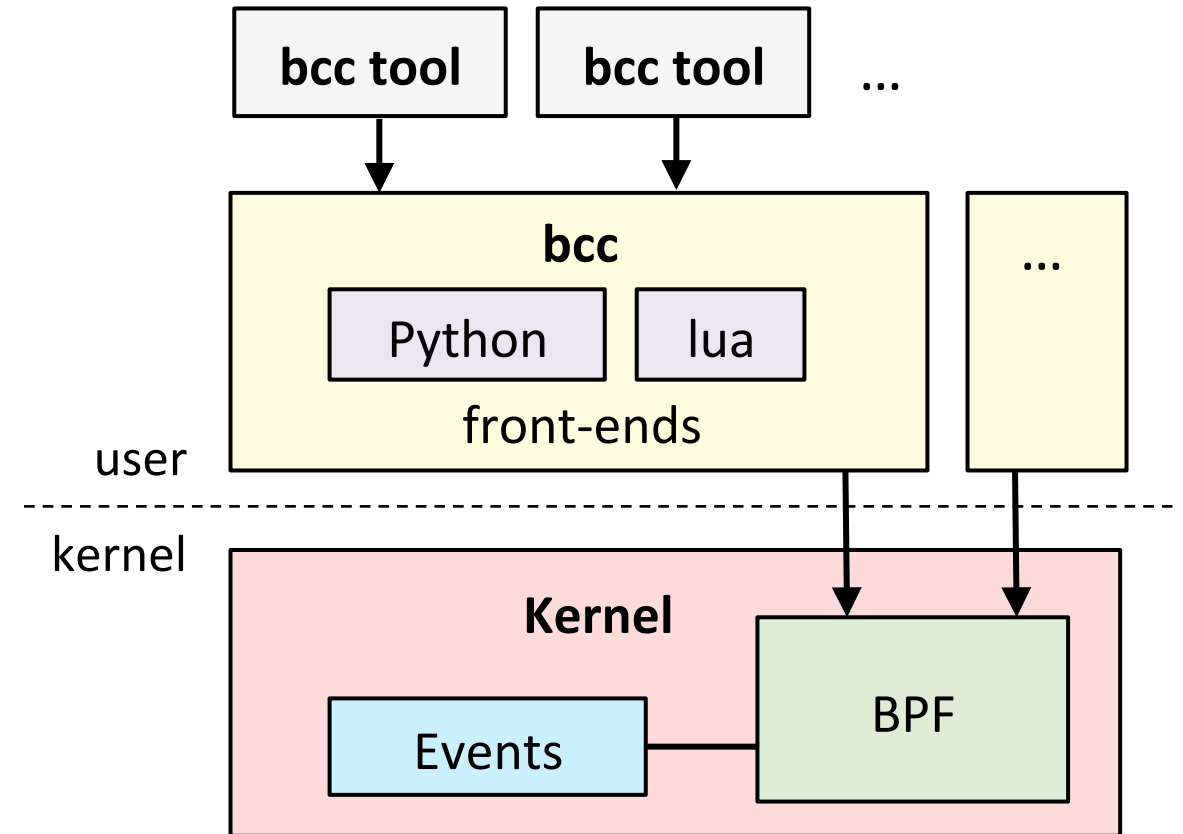 bcc tool
bcc tool
...
bcc
...
Python
lua
front-ends
user
kernel
Kernel
BPF
Events